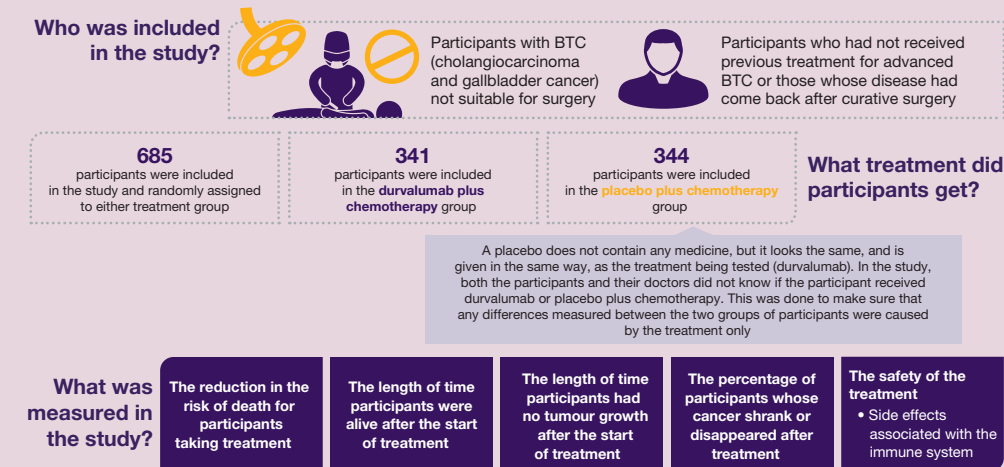 Who was included
in the study?
Participants with BTC
(cholangiocarcinoma
and gallbladder cancer)
not suitable for surgery
Participants who had not received
previous treatment for advanced
BTC or those whose disease had
come back after curative surgery
685
participants were included
in the study and randomly assigned
to either treatment group
341
participants were included
in the durvalumab plus
chemotherapy group
344
participants were included
in the placebo plus chemotherapy
group
What treatment did
participants get?
A placebo does not contain any medicine, but it looks the same, and is
given in the same way, as the treatment being tested (durvalumab). In the study,
both the participants and their doctors did not know if the participant received
durvalumab or placebo plus chemotherapy. This was done to make sure that
any differences measured between the two groups of participants were caused
by the treatment only
What was
measured in
the study?
The reduction in the
risk of death for
participants
taking treatment
The length of time
participants were
alive after the start
of treatment
The length of time
participants had
no tumour growth
after the start
of treatment
The percentage of
participants whose
cancer shrank or
disappeared after
treatment
The safety of the
treatment
• Side effects
associated with the
immune system